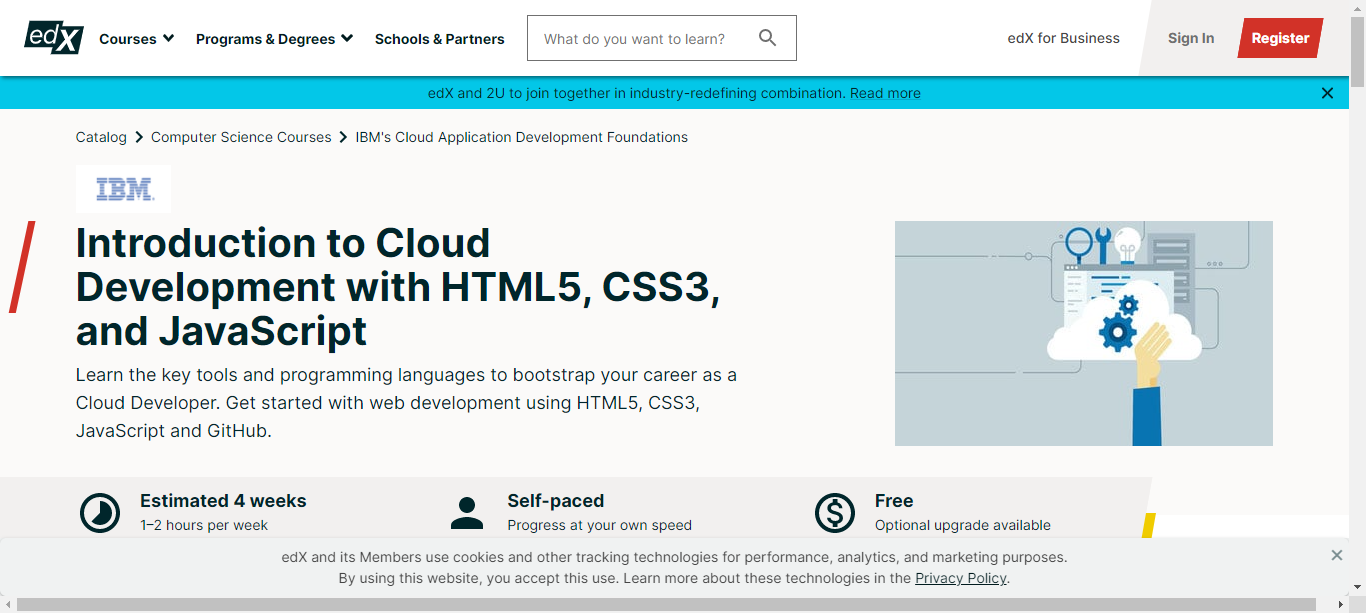 edX Courses Programs & Degrees Schools & Partners What do you want to learn? edX for Business Sign In Register
edX and 2U to join together in industry-redefining combination. Read more
Catalog Computer Science Courses IBM's Cloud Application Development Foundations
IBM
Introduction to Cloud
Development with HTML5, CSS3,
and JavaScript
Learn the key tools and programming languages to bootstrap your career as a
Cloud Developer. Get started with web development using HTML5, CSS3,
JavaScript and GitHub.
Estimated 4 weeks
1–2 hours per week
Self-paced
Progress at your own speed
Free
Optional upgrade available
edX and its Members use cookies and other tracking technologies for performance, analytics, and marketing purposes.
By using this website, you accept this use. Learn more about these technologies in the Privacy Policy.